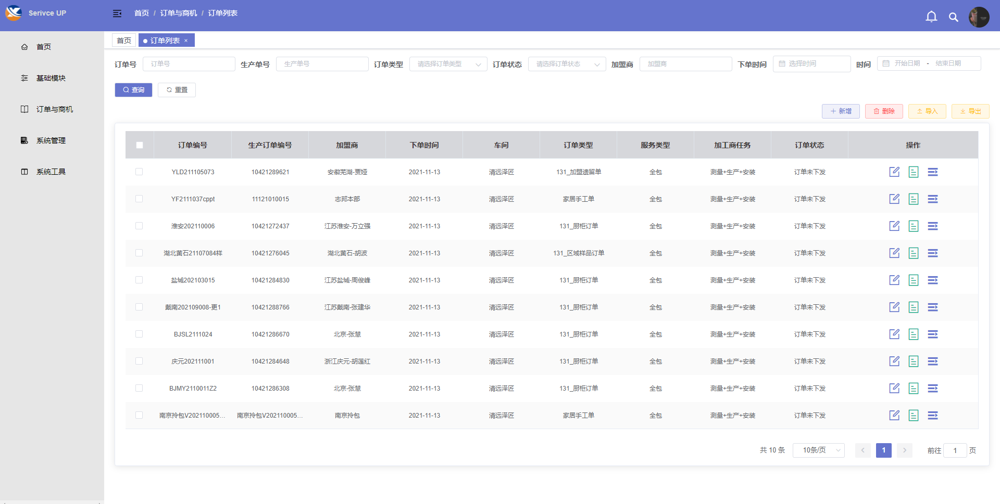 Serivce UP
首页 / 订单与商机 / 订单列表
首页
基础模块
订单与商机
系统管理
系统工具
首页 订单列表 ×
订单号 订单号 生产单号 生产单号 订单类型 请选择订单类型 订单状态 请选择订单状态 加盟商 加盟商 下单时间 选择时间 时间 开始日期 - 结束日期
查询 重置
新增 删除 导入 导出
订单编号 生产订单编号 加盟商 下单时间 车间 订单类型 服务类型 加工商任务 订单状态 操作
YLD211105073 10421289621 安徽芜湖-贾娅 2021-11-13 清远泽匠 131_加盟遗留单 全包 测量+生产+安装 订单未下发
YF2111037cppt 11121010015 志邦本部 2021-11-13 清远泽匠 家居手工单 全包 测量+生产+安装 订单未下发
淮安202110006 10421272437 江苏淮安-万立强 2021-11-13 清远泽匠 131_厨柜订单 全包 测量+生产+安装 订单未下发
湖北黄石21107084样 10421276045 湖北黄石-胡波 2021-11-13 清远泽匠 131_区域样品订单 全包 测量+生产+安装 订单未下发
盐城202103015 10421284830 江苏盐城-周俊峰 2021-11-13 清远泽匠 131_厨柜订单 全包 测量+生产+安装 订单未下发
戴南202109008-更1 10421288766 江苏戴南-张建华 2021-11-13 清远泽匠 131_厨柜订单 全包 测量+生产+安装 订单未下发
BJSL2111024 10421286670 北京-张慧 2021-11-13 清远泽匠 131_厨柜订单 全包 测量+生产+安装 订单未下发
庆元202111001 10421284648 浙江庆元-胡莲红 2021-11-13 清远泽匠 131_厨柜订单 全包 测量+生产+安装 订单未下发
BJMY2110011Z2 10421286308 北京-张慧 2021-11-13 清远泽匠 131_厨柜订单 全包 测量+生产+安装 订单未下发
南京拎包V202110005... 南京拎包V202110005... 南京拎包 2021-11-13 清远泽匠 家居手工单 全包 测量+生产+安装 订单未下发
共 10 条 10条/页 1 前往 1 页